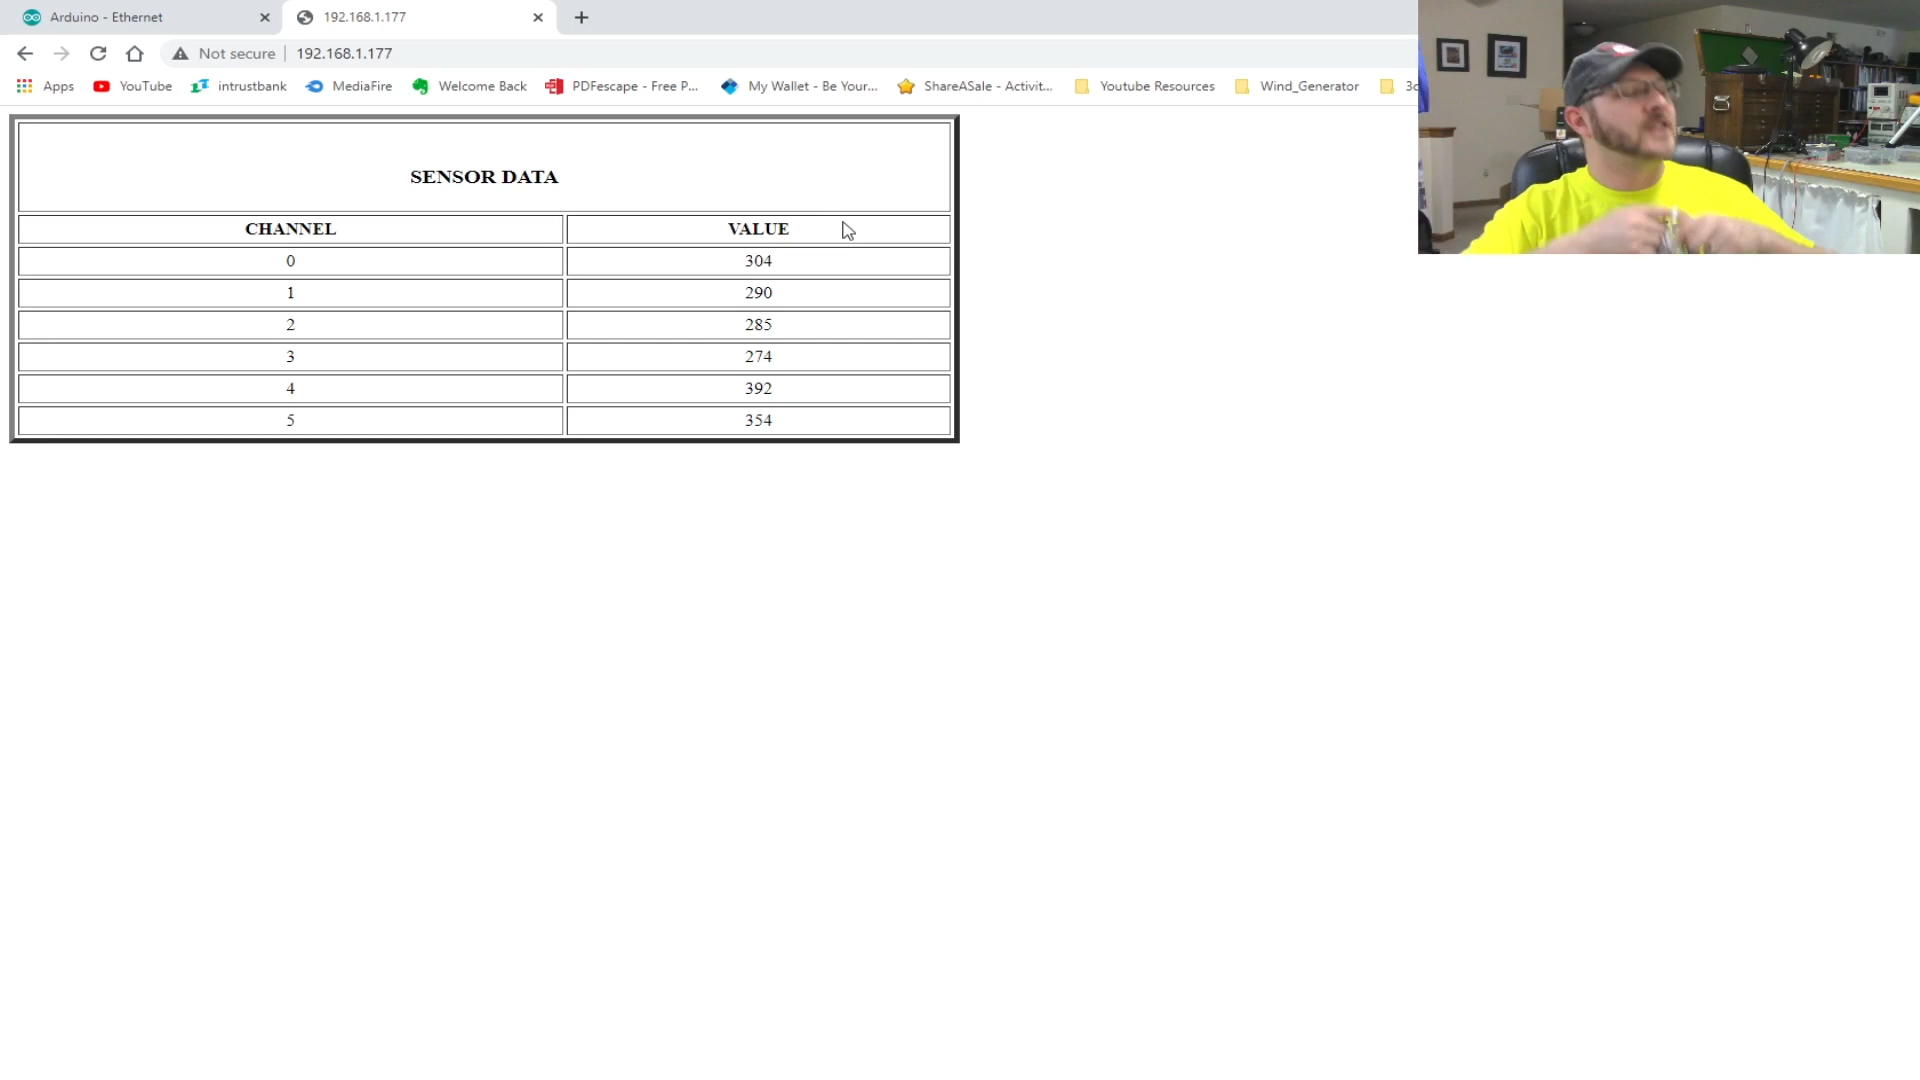 Arduino - Ethernet
192.168.1.177
Not secure
192.168.1.177
Apps
YouTube
intrustbank
MediaFire
Welcome Back
PDFescape - Free P...
My Wallet - Be Your...
ShareASale - Activit...
Youtube Resources
Wind_Generator
SENSOR DATA
CHANNEL VALUE
0 304
1 290
2 285
3 274
4 392
5 354